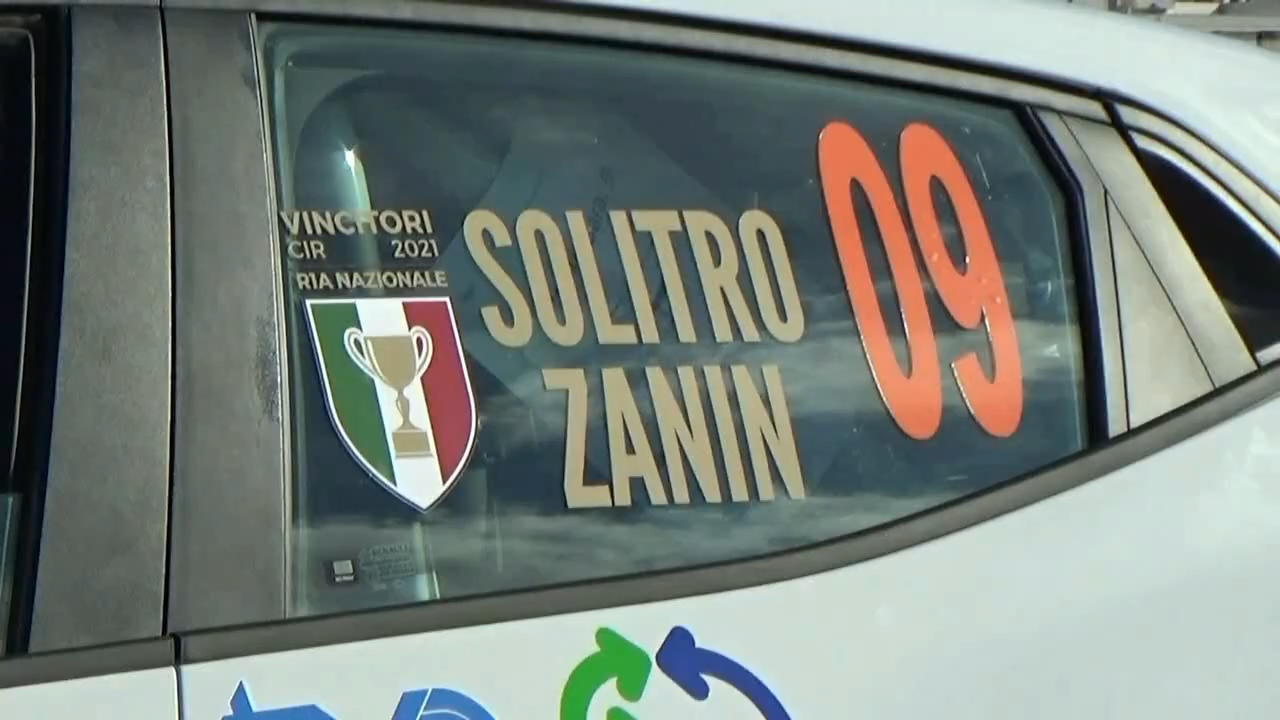 VINCITORI
CIR 2021
R1A NAZIONALE
SOLITRO
ZANIN
09